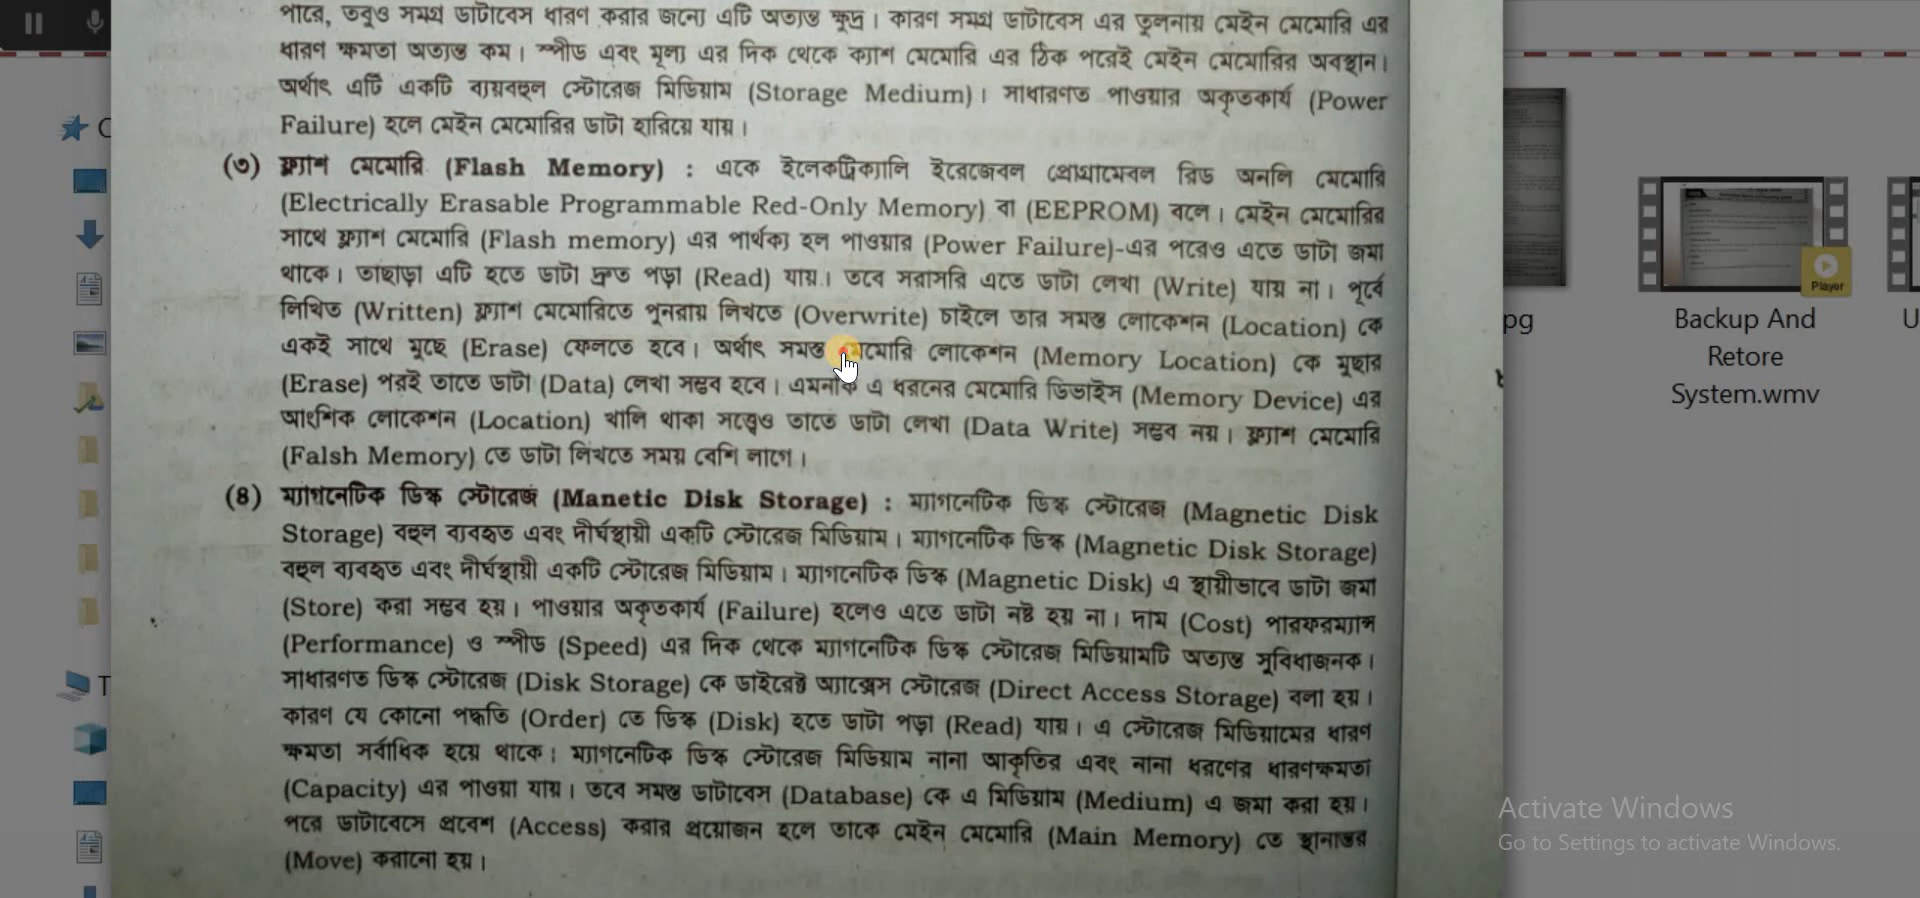 পারে, তবুও সমগ্র ডাটাবেস ধারণ করার জন্যে এটি অত্যন্ত ক্ষুদ্র। কারণ সমগ্র ডাটাবেস এর তুলনায় মেইন মেমোরি এর
ধারণ ক্ষমতা অত্যন্ত কম। স্পীড এবং মূল্য এর দিক থেকে ক্যাশ মেমোরি এর ঠিক পরেই মেইন মেমোরির অবস্থান।
অর্থাৎ এটি একটি ব্যয়বহুল স্টোরেজ মিডিয়াম (Storage Medium)। সাধারণত পাওয়ার অকৃতকার্য (Power
Failure) হলে মেইন মেমোরির ডাটা হারিয়ে যায়।
(৩) ফ্ল্যাশ মেমোরি (Flash Memory) : একে ইলেকট্রিক্যালি ইরেজেবল প্রোগ্রামেবল রিড অনলি মেমোরি
(Electrically Erasable Programmable Red-Only Memory) বা (EEPROM) বলে। মেইন মেমোরির
সাথে ফ্ল্যাশ মেমোরি (Flash memory) এর পার্থক্য হল পাওয়ার (Power Failure)-এর পরেও এতে ডাটা জমা
থাকে। তাছাড়া এটি হতে ডাটা দ্রুত পড়া (Read) যায়। তবে সরাসরি এতে ডাটা লেখা (Write) যায় না। পূর্বে
লিখিত (Written) ফ্ল্যাশ মেমোরিতে পুনরায় লিখতে (Overwrite) চাইলে তার সমস্ত লোকেশন (Location) কে
একই সাথে মুছে (Erase) ফেলতে হবে। অর্থাৎ সমস্ত মেমোরি লোকেশন (Memory Location) কে মুছার
(Erase) পরই তাতে ডাটা (Data) লেখা সম্ভব হবে। এমনকি এ ধরনের মেমোরি ডিভাইস (Memory Device) এর
আংশিক লোকেশন (Location) খালি থাকা সত্ত্বেও তাতে ডাটা লেখা (Data Write) সম্ভব নয়। ফ্ল্যাশ মেমোরি
(Falsh Memory) তে ডাটা লিখতে সময় বেশি লাগে।
(৪) ম্যাগনেটিক ডিস্ক স্টোরেজ (Manetic Disk Storage) : ম্যাগনেটিক ডিস্ক স্টোরেজ (Magnetic Disk
Storage) বহুল ব্যবহৃত এবং দীর্ঘস্থায়ী একটি স্টোরেজ মিডিয়াম। ম্যাগনেটিক ডিস্ক (Magnetic Disk Storage)
বহুল ব্যবহৃত এবং দীর্ঘস্থায়ী একটি স্টোরেজ মিডিয়াম। ম্যাগনেটিক ডিস্ক (Magnetic Disk) এ স্থায়ীভাবে ডাটা জমা
(Store) করা সম্ভব হয়। পাওয়ার অকৃতকার্য (Failure) হলেও এতে ডাটা নষ্ট হয় না। দাম (Cost) পারফরম্যান্স
(Performance) ও স্পীড (Speed) এর দিক থেকে ম্যাগনেটিক ডিস্ক স্টোরেজ মিডিয়ামটি অত্যন্ত সুবিধাজনক।
সাধারণত ডিস্ক স্টোরেজ (Disk Storage) কে ডাইরেক্ট অ্যাক্সেস স্টোরেজ (Direct Access Storage) বলা হয়।
কারণ যে কোনো পদ্ধতি (Order) তে ডিস্ক (Disk) হতে ডাটা পড়া (Read) যায়। এ স্টোরেজ মিডিয়ামের ধারণ
ক্ষমতা সর্বাধিক হয়ে থাকে। ম্যাগনেটিক ডিস্ক স্টোরেজ মিডিয়াম নানা আকৃতির এবং নানা ধরণের ধারণক্ষমতা
(Capacity) এর পাওয়া যায়। তবে সমস্ত ডাটাবেস (Database) কে এ মিডিয়াম (Medium) এ জমা করা হয়।
পরে ডাটাবেসে প্রবেশ (Access) করার প্রয়োজন হলে তাকে মেইন মেমোরি (Main Memory) তে স্থানান্তর
(Move) করানো হয়।
pg
Player
Backup And
Retore
System.wmv
U
Activate Windows
Go to Settings to activate Windows.